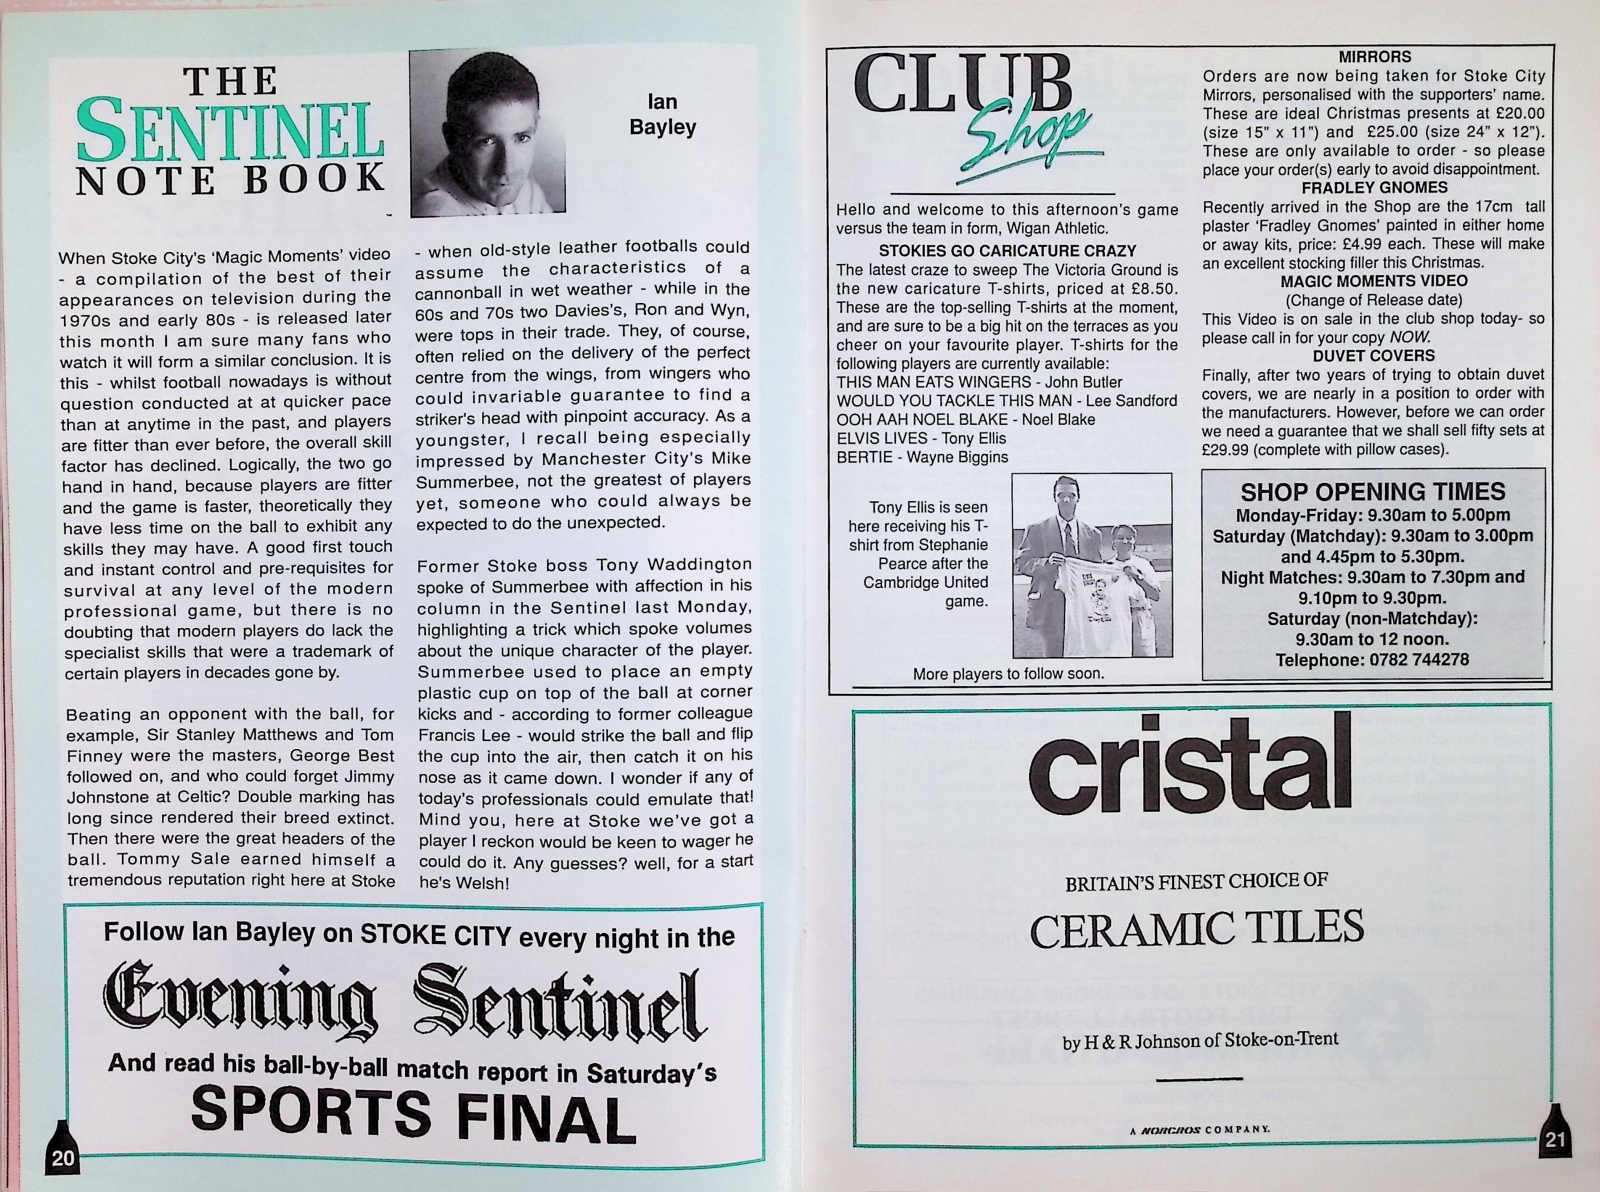 THE
SENTINEL
NOTE BOOK
Ian
Bayley
When Stoke City's 'Magic Moments' video
- a compilation of the best of their
appearances on television during the
1970s and early 80s - is released later
this month I am sure many fans who
watch it will form a similar conclusion. It is
this - whilst football nowadays is without
question conducted at at quicker pace
than at anytime in the past, and players
are fitter than ever before, the overall skill
factor has declined. Logically, the two go
hand in hand, because players are fitter
and the game is faster, theoretically they
have less time on the ball to exhibit any
skills they may have. A good first touch
and instant control and pre-requisites for
survival at any level of the modern
professional game, but there is no
doubting that modern players do lack the
specialist skills that were a trademark of
certain players in decades gone by.
Beating an opponent with the ball, for
example, Sir Stanley Matthews and Tom
Finney were the masters, George Best
followed on, and who could forget Jimmy
Johnstone at Celtic? Double marking has
long since rendered their breed extinct.
Then there were the great headers of the
ball. Tommy Sale earned himself a
tremendous reputation right here at Stoke
- when old-style leather footballs could
assume the characteristics of a
cannonball in wet weather - while in the
60s and 70s two Davies's, Ron and Wyn,
were tops in their trade. They, of course,
often relied on the delivery of the perfect
centre from the wings, from wingers who
could invariable guarantee to find a
striker's head with pinpoint accuracy. As a
youngster, I recall being especially
impressed by Manchester City's Mike
Summerbee, not the greatest of players
yet, someone who could always be
expected to do the unexpected.
Former Stoke boss Tony Waddington
spoke of Summerbee with affection in his
column in the Sentinel last Monday,
highlighting a trick which spoke volumes
about the unique character of the player.
Summerbee used to place an empty
plastic cup on top of the ball at corner
kicks and - according to former colleague
Francis Lee - would strike the ball and flip
the cup into the air, then catch it on his
nose as it came down. I wonder if any of
today's professionals could emulate that!
Mind you, here at Stoke we've got a
player I reckon would be keen to wager he
could do it. Any guesses? well, for a start
he's Welsh!
Follow Ian Bayley on STOKE CITY every night in the
Evening Sentinel
And read his ball-by-ball match report in Saturday's
SPORTS FINAL
20
CLUB
Shop
Hello and welcome to this afternoon's game
versus the team in form, Wigan Athletic.
STOKIES GO CARICATURE CRAZY
The latest craze to sweep The Victoria Ground is
the new caricature T-shirts, priced at £8.50.
These are the top-selling T-shirts at the moment,
and are sure to be a big hit on the terraces as you
cheer on your favourite player. T-shirts for the
following players are currently available:
THIS MAN EATS WINGERS - John Butler
WOULD YOU TACKLE THIS MAN - Lee Sandford
OOH AAH NOEL BLAKE - Noel Blake
ELVIS LIVES - Tony Ellis
BERTIE - Wayne Biggins
Tony Ellis is seen
here receiving his T-
shirt from Stephanie
Pearce after the
Cambridge United
game.
More players to follow soon.
MIRRORS
Orders are now being taken for Stoke City
Mirrors, personalised with the supporters' name.
These are ideal Christmas presents at £20.00
(size 15" x 11") and £25.00 (size 24" x 12").
These are only available to order - so please
place your order(s) early to avoid disappointment.
FRADLEY GNOMES
Recently arrived in the Shop are the 17cm tall
plaster 'Fradley Gnomes' painted in either home
or away kits, price: £4.99 each. These will make
an excellent stocking filler this Christmas.
MAGIC MOMENTS VIDEO
(Change of Release date)
This Video is on sale in the club shop today- so
please call in for your copy NOW.
DUVET COVERS
Finally, after two years of trying to obtain duvet
covers, we are nearly in a position to order with
the manufacturers. However, before we can order
we need a guarantee that we shall sell fifty sets at
£29.99 (complete with pillow cases).
SHOP OPENING TIMES
Monday-Friday: 9.30am to 5.00pm
Saturday (Matchday): 9.30am to 3.00pm
and 4.45pm to 5.30pm.
Night Matches: 9.30am to 7.30pm and
9.10pm to 9.30pm.
Saturday (non-Matchday):
9.30am to 12 noon.
Telephone: 0782 744278
cristal
BRITAIN'S FINEST CHOICE OF
CERAMIC TILES
by H & R Johnson of Stoke-on-Trent
A NORCROS COMPANY.
21